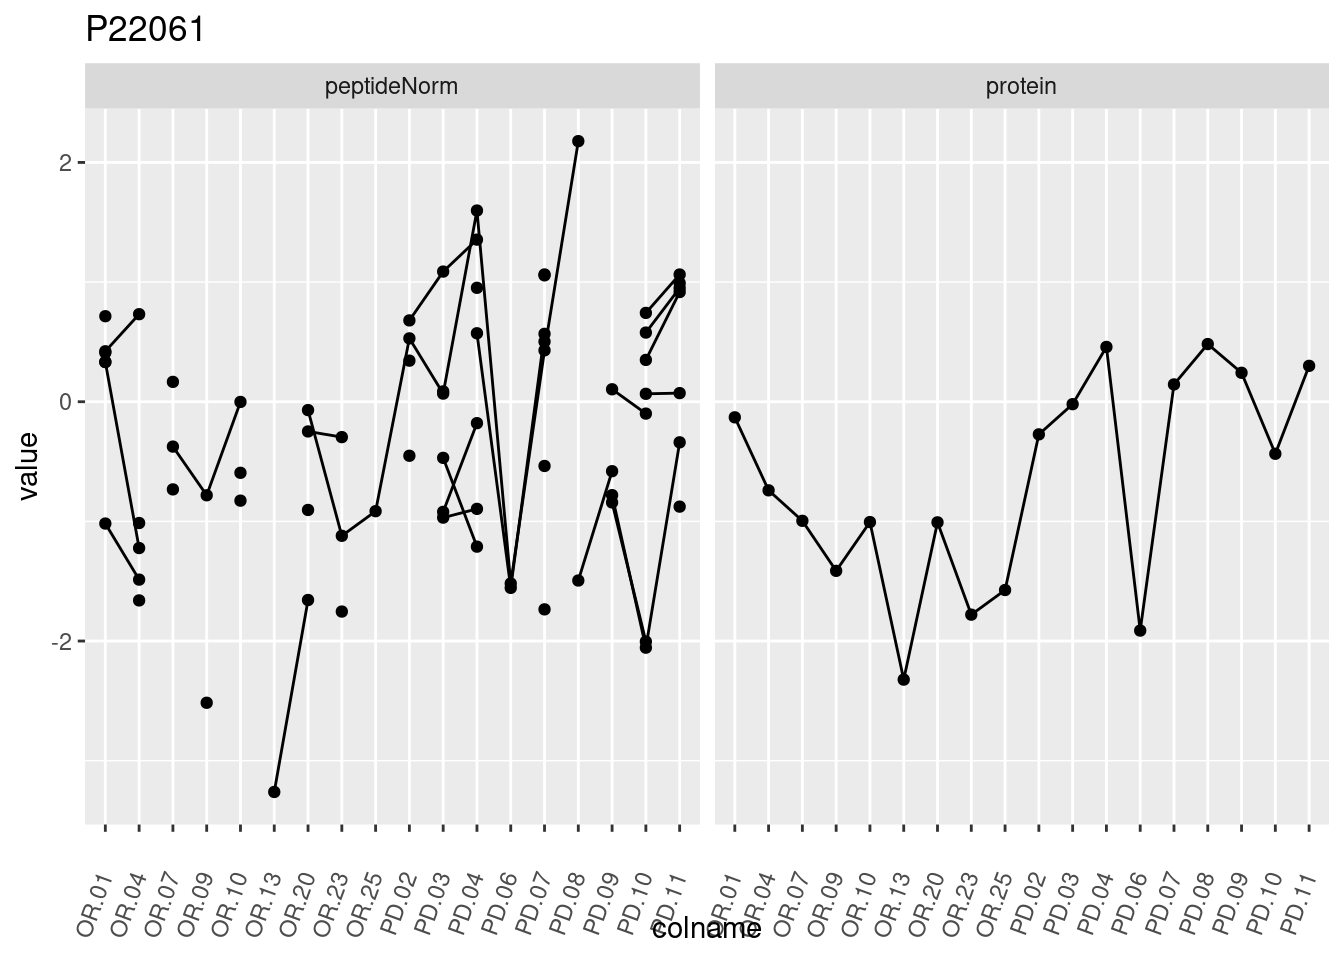 P22061
peptideNorm protein
value
2
0
-2
OR.01 OR.04 OR.07 OR.09 OR.10 OR.13 OR.20 OR.23 OR.25 PD.02 PD.03 PD.04 PD.06 PD.07 PD.08 PD.09 PD.10 PD.11 OR.01 OR.04 OR.07 OR.09 OR.10 OR.13 OR.20 OR.23 OR.25 PD.02 PD.03 PD.04 PD.06 PD.07 PD.08 PD.09 PD.10 PD.11
colname